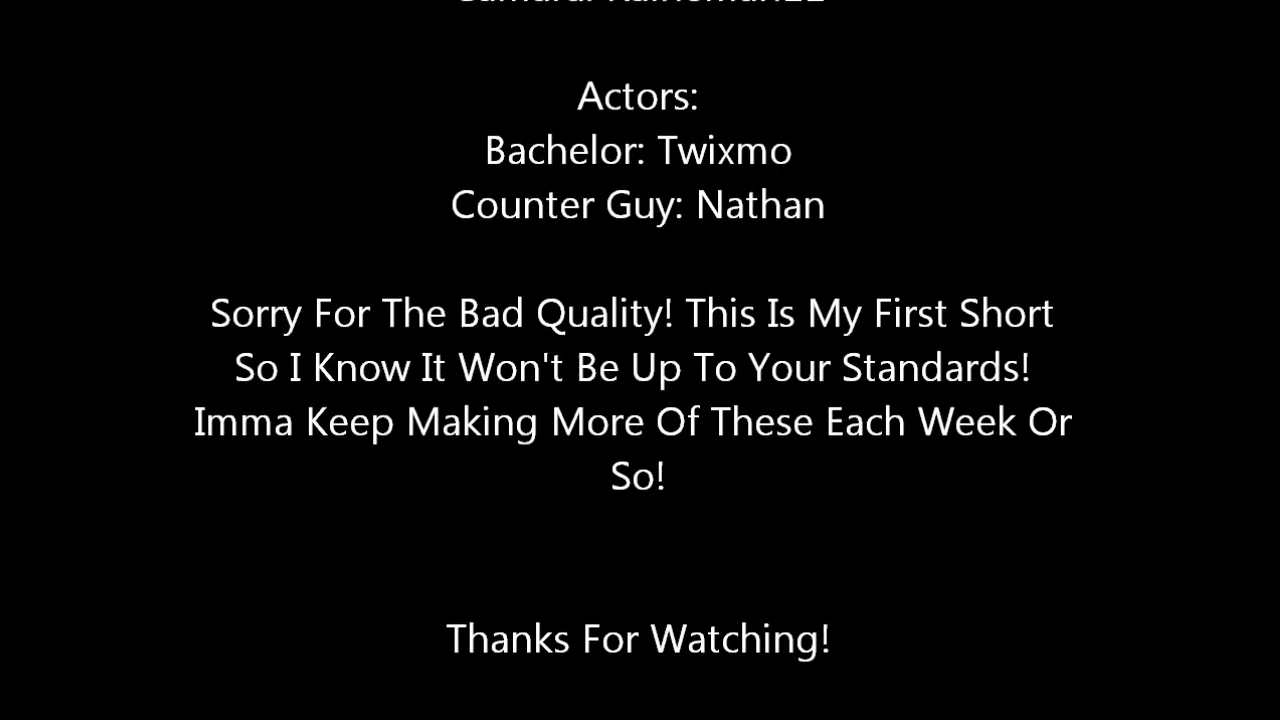 Actors:
Bachelor: Twixmo
Counter Guy: Nathan
Sorry For The Bad Quality! This Is My First Short
So I Know It Won't Be Up To Your Standards!
Imma Keep Making More Of These Each Week Or
So!
Thanks For Watching!